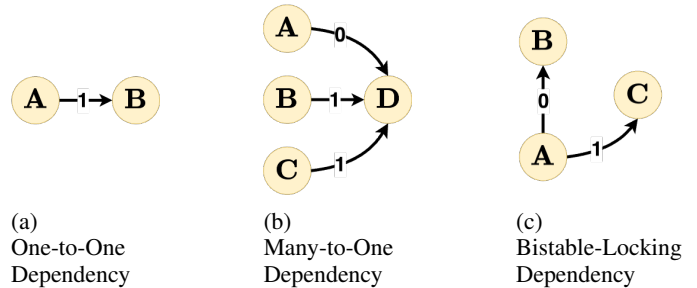 A 1 B
A 0
B 1 D
C 1
B
C
0
A 1
(a)
One-to-One
Dependency
(b)
Many-to-One
Dependency
(c)
Bistable-Locking
Dependency